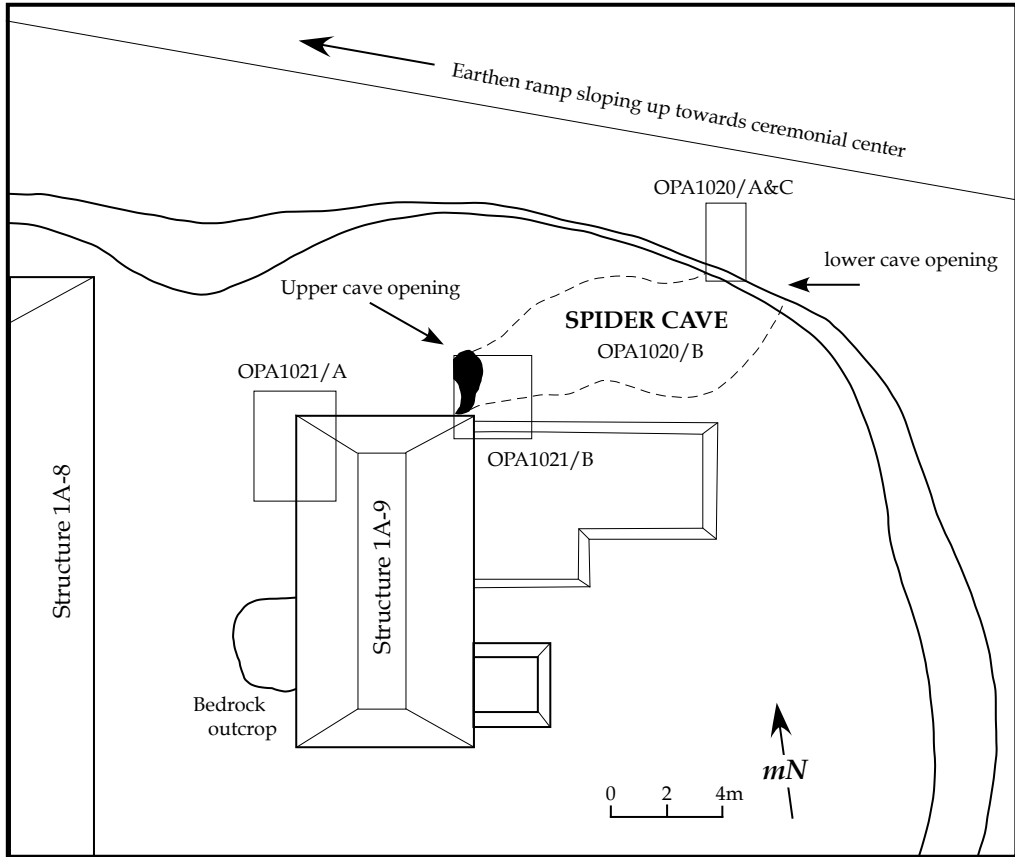 Earthen ramp sloping up towards ceremonial center
OPA1020/A&C
lower cave opening
Upper cave opening
SPIDER CAVE
OPA1020/B
OPA1021/A
OPA1021/B
Structure 1A-8
Structure 1A-9
Bedrock
outcrop
mN
0 2 4m